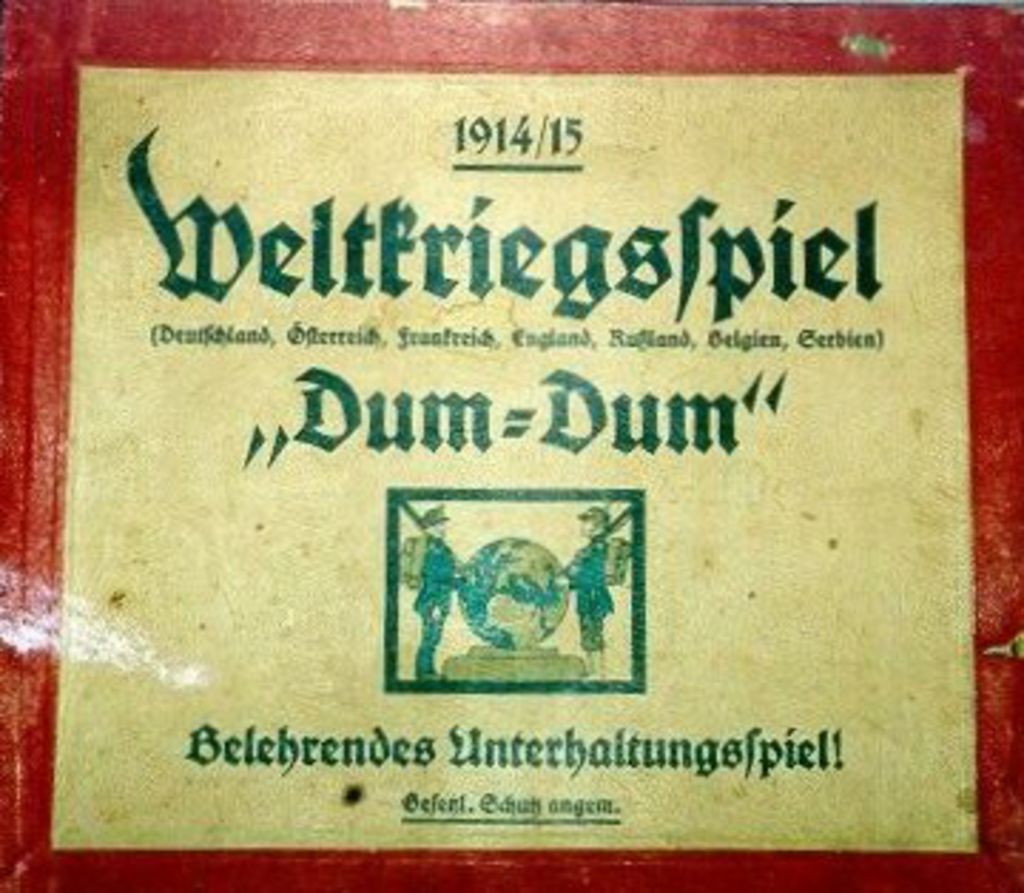 1914/15
Weltkriegsſpiel
(Deutſchland, Öſterreich, Frankreich, England, Rußland, Belgien, Serbien)
„Dum=Dum“
Belehrendes Unterhaltungsſpiel!
Geſetzl. Schutz angem.